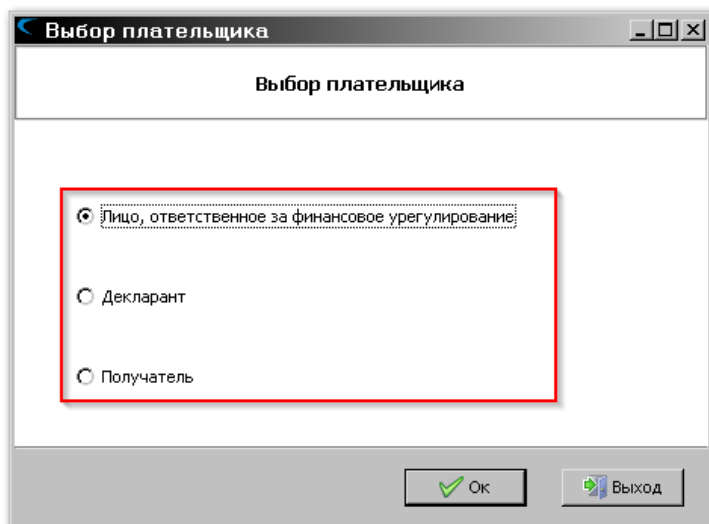 Выбор плательщика
Выбор плательщика
Лицо, ответственное за финансовое урегулирование
Декларант
Получатель
Ок
Выход